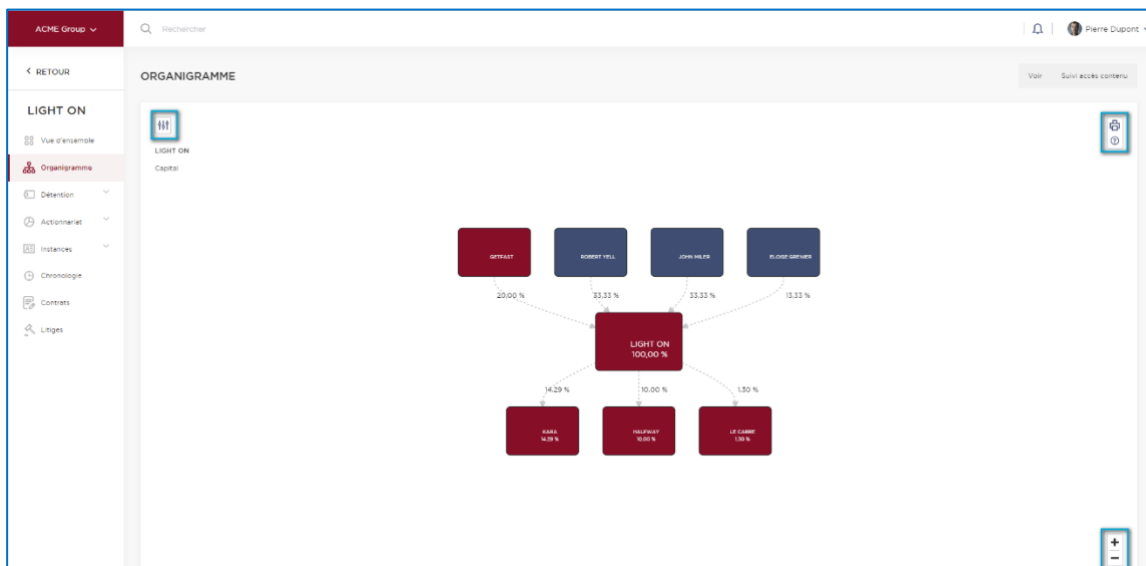 ACME Group
Rechercher
Pierre Dupont
RETOUR
ORGANIGRAMME
Voir
Suivi accès contenu
LIGHT ON
Vue d'ensemble
Organigramme
Détention
Actionnariat
Instances
Chronologie
Contrats
Litiges
LIGHT ON
Capital
GETFAST
ROBERT YELL
JOHN MILER
ELOISE GRENIER
20,00 %
33,33 %
33,33 %
13,33 %
LIGHT ON
100,00 %
14.29 %
10.00 %
1.30 %
KARA
14.29 %
HALFWAY
10.00 %
LE CARRE
1.30 %